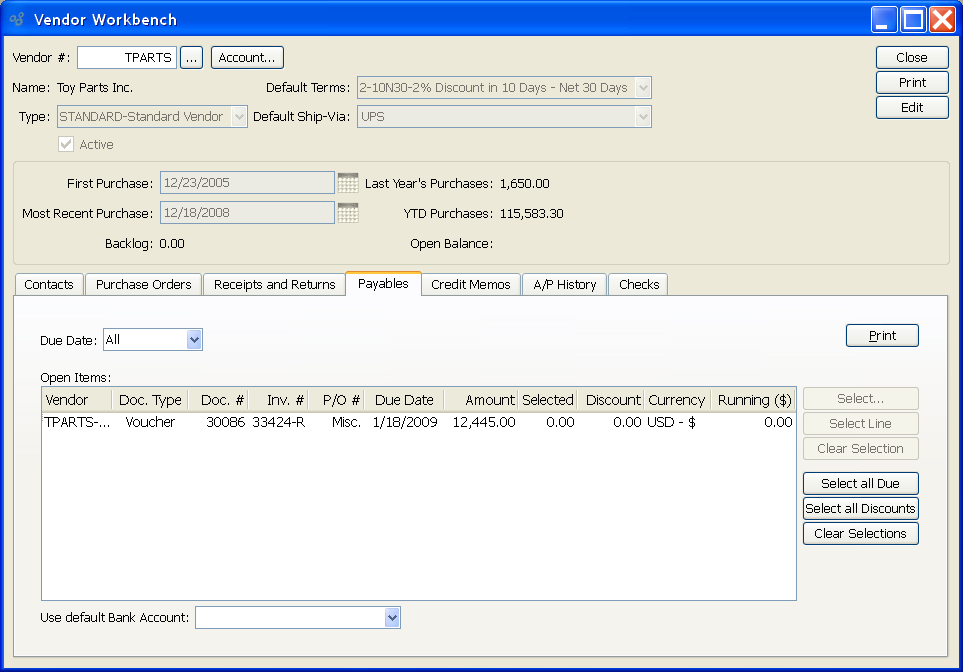 Vendor Workbench
Vendor #: TPARTS ... Account... Close
Name: Toy Parts Inc. Default Terms: 2-10N30-2% Discount in 10 Days - Net 30 Days Print
Type: STANDARD-Standard Vendor Default Ship-Via: UPS Edit
Active
First Purchase: 12/23/2005 Last Year's Purchases: 1,650.00
Most Recent Purchase: 12/18/2008 YTD Purchases: 115,583.30
Backlog: 0.00 Open Balance:
Contacts Purchase Orders Receipts and Returns Payables Credit Memos A/P History Checks
Due Date: All Print
Open Items:
Vendor Doc. Type Doc. # Inv. # P/O # Due Date Amount Selected Discount Currency Running ($) Select...
TPARTS-... Voucher 30086 33424-R Misc. 1/18/2009 12,445.00 0.00 0.00 USD - $ 0.00 Select Line
Clear Selection
Select all Due
Select all Discounts
Clear Selections
Use default Bank Account: